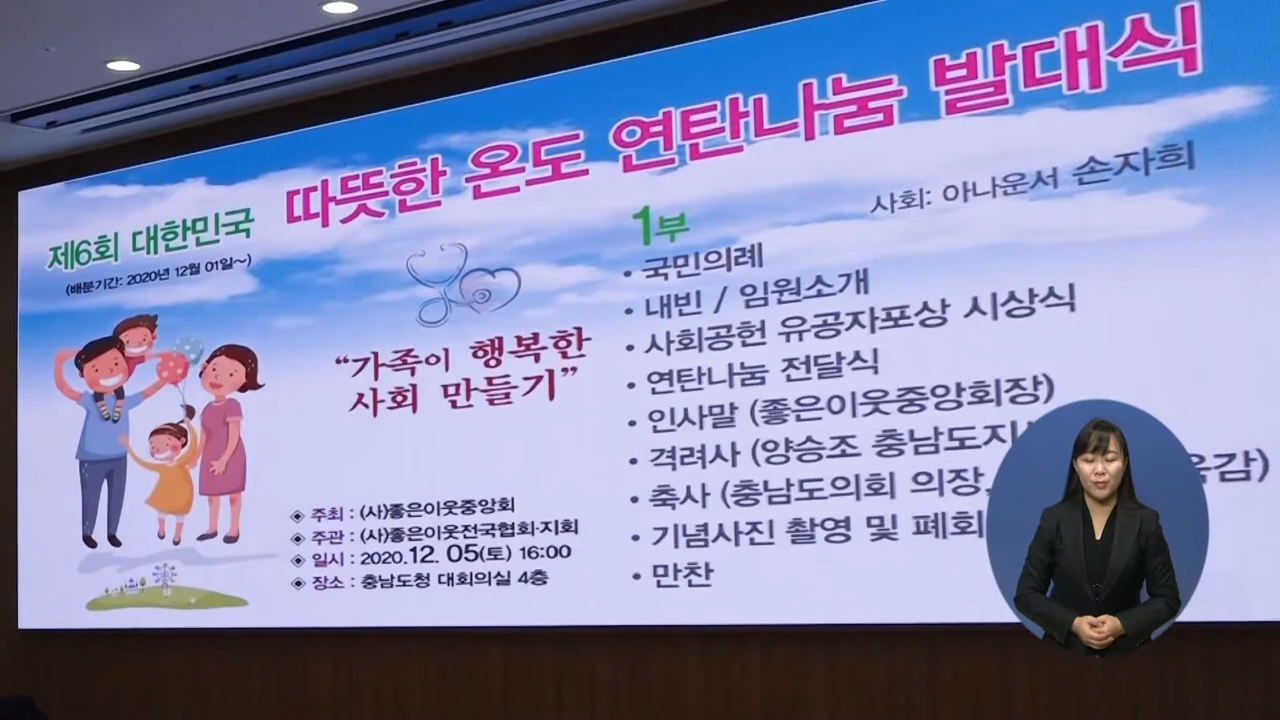 제6회 대한민국 따뜻한 온도 연탄나눔 발대식
(배분기간: 2020년 12월 01일~)
사회: 아나운서 손자희
"가족이 행복한
사회 만들기"
◈ 주최 : (사)좋은이웃중앙회
◈ 주관 : (사)좋은이웃전국협회·지회
◈ 일시 : 2020.12. 05(토) 16:00
◈ 장소 : 충남도청 대회의실 4층
1부
• 국민의례
• 내빈 / 임원소개
• 사회공헌 유공자포상 시상식
• 연탄나눔 전달식
• 인사말 (좋은이웃중앙회장)
• 격려사 (양승조 충남도지
• 축사 (충남도의회 의장, 육감)
• 기념사진 촬영 및 폐회
• 만찬